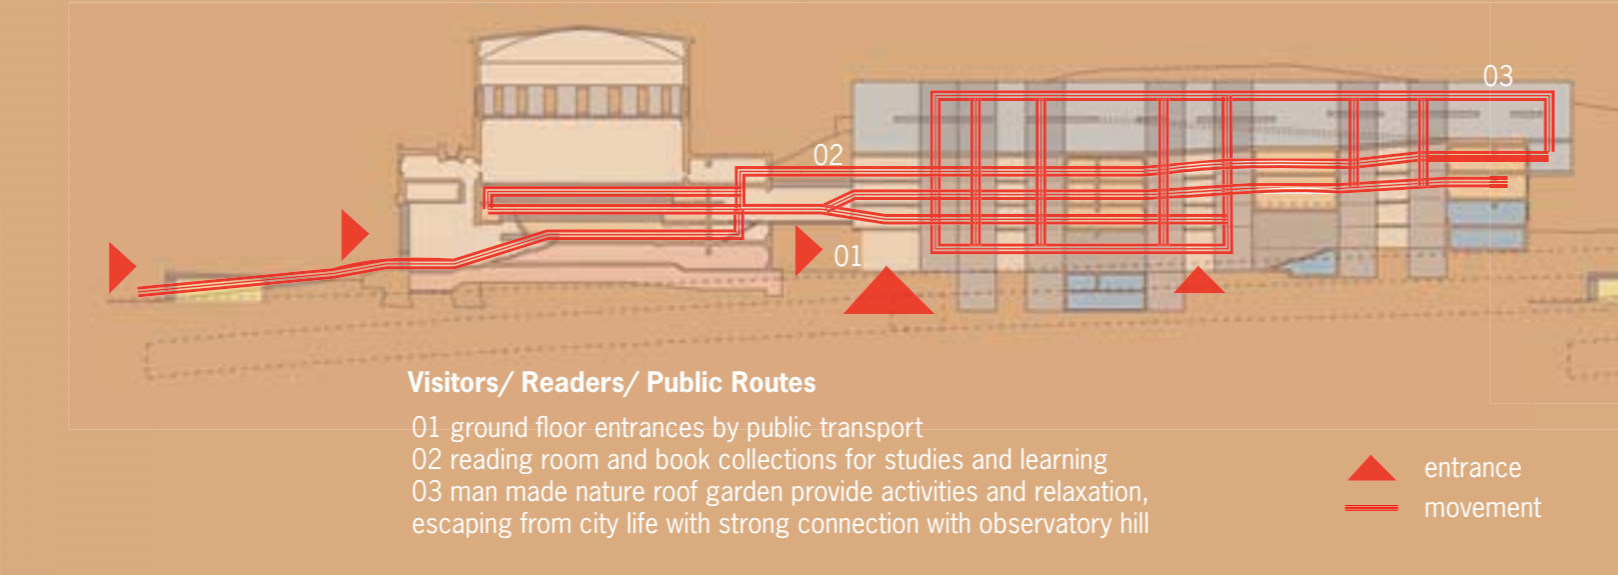 03
02
01
Visitors/ Readers/ Public Routes
01 ground floor entrances by public transport
02 reading room and book collections for studies and learning
03 man made nature roof garden provide activities and relaxation,
escaping from city life with strong connection with observatory hill
entrance
movement